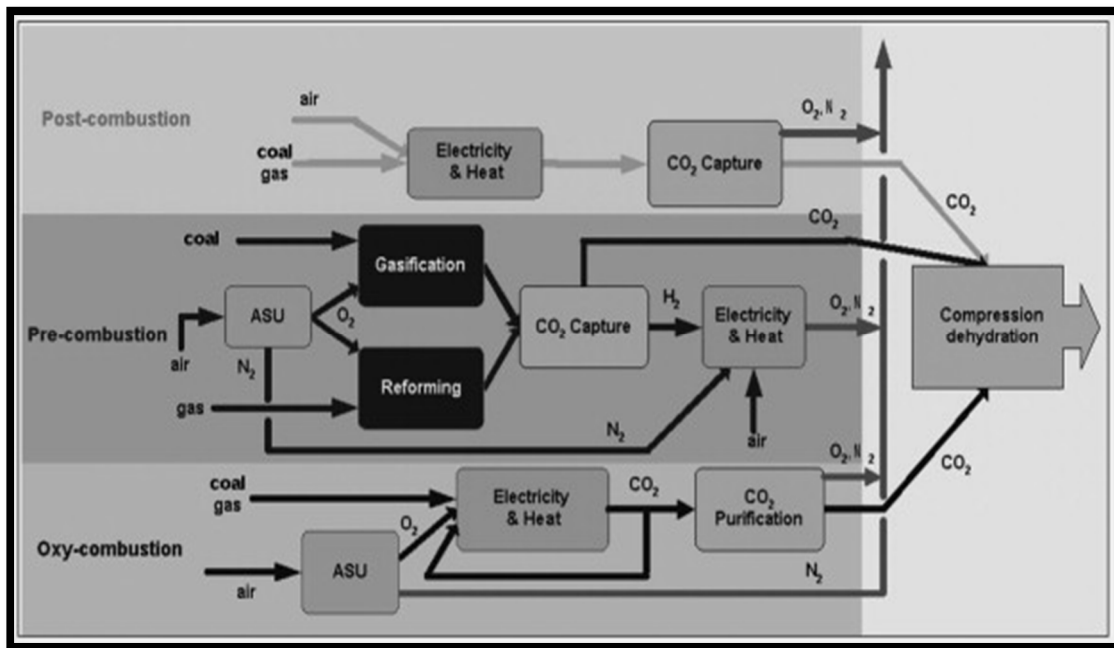 Post-combustion
air
coal
gas
Electricity
& Heat
CO₂ Capture
O₂, N₂
CO₂
Pre-combustion
coal
Gasification
air
ASU
O₂
N₂
Reforming
gas
CO₂ Capture
CO₂
H₂
Electricity
& Heat
N₂
air
O₂, N₂
Compression
dehydration
Oxy-combustion
coal
gas
O₂
air
ASU
Electricity
& Heat
CO₂
CO₂
Purification
O₂, N₂
CO₂
N₂